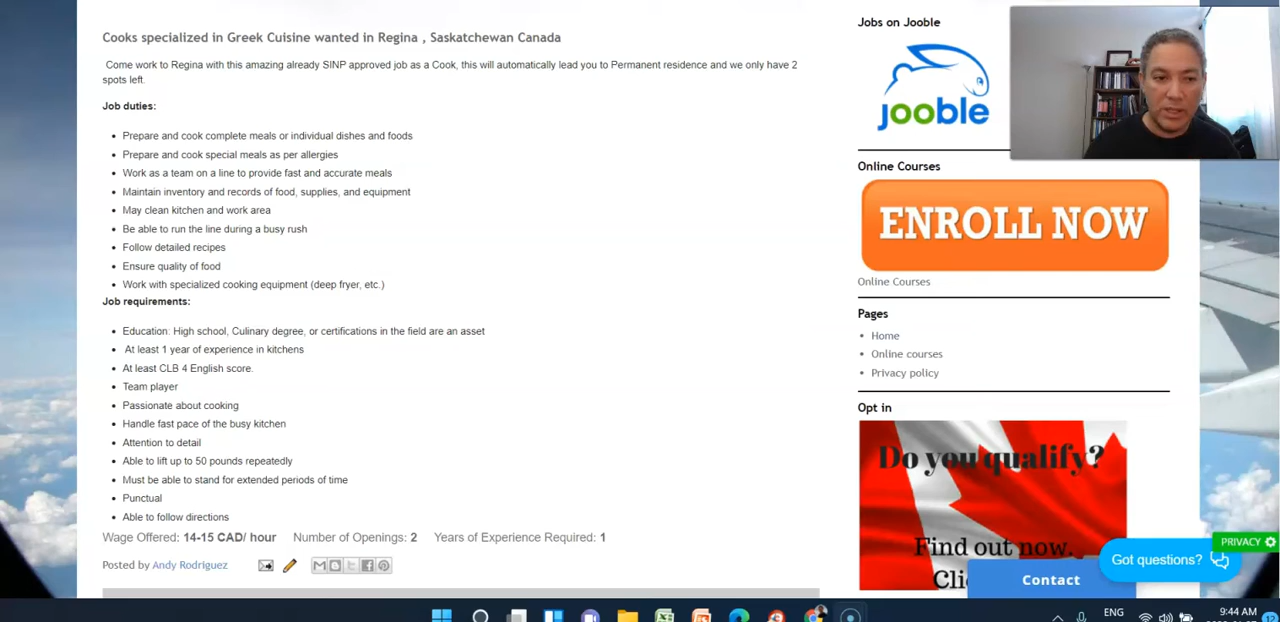 Cooks specialized in Greek Cuisine wanted in Regina , Saskatchewan Canada
Come work to Regina with this amazing already SINP approved job as a Cook, this will automatically lead you to Permanent residence and we only have 2
spots left.
Job duties:
Prepare and cook complete meals or individual dishes and foods
Prepare and cook special meals as per allergies
Work as a team on a line to provide fast and accurate meals
Maintain inventory and records of food, supplies, and equipment
May clean kitchen and work area
Be able to run the line during a busy rush
Follow detailed recipes
Ensure quality of food
Work with specialized cooking equipment (deep fryer, etc.)
Job requirements:
Education: High school, Culinary degree, or certifications in the field are an asset
At least 1 year of experience in kitchens
At least CLB 4 English score.
Team player
Passionate about cooking
Handle fast pace of the busy kitchen
Attention to detail
Able to lift up to 50 pounds repeatedly
Must be able to stand for extended periods of time
Punctual
Able to follow directions
Wage Offered: 14-15 CAD/ hour Number of Openings: 2 Years of Experience Required: 1
Posted by Andy Rodriguez
Jobs on Jooble
jooble
Online Courses
ENROLL NOW
Online Courses
Pages
Home
Online courses
Privacy policy
Opt in
Do you qualify?
Find out now.
PRIVACY
Got questions?
Contact
ENG
9:44 AM